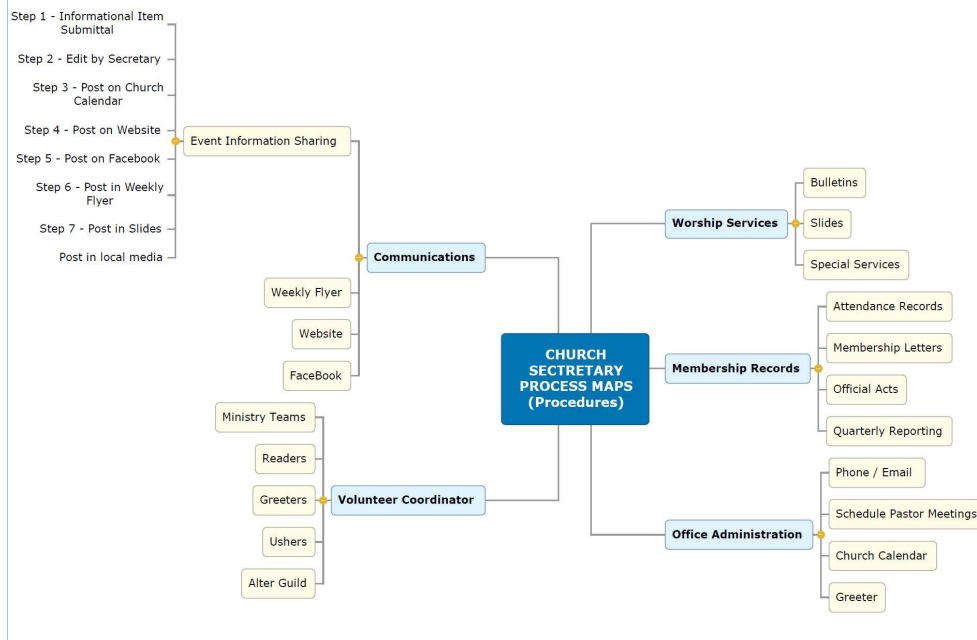 Step 1 - Informational Item
Submittal
Step 2 - Edit by Secretary
Step 3 - Post on Church
Calendar
Step 4 - Post on Website
Step 5 - Post on Facebook
Step 6 - Post in Weekly
Flyer
Step 7 - Post in Slides
Post in local media
Event Information Sharing
Communications
Weekly Flyer
Website
FaceBook
Ministry Teams
Readers
Greeters
Ushers
Alter Guild
Volunteer Coordinator
CHURCH
SECTRETARY
PROCESS MAPS
(Procedures)
Worship Services
Bulletins
Slides
Special Services
Membership Records
Attendance Records
Membership Letters
Official Acts
Quarterly Reporting
Office Administration
Phone / Email
Schedule Pastor Meetings
Church Calendar
Greeter